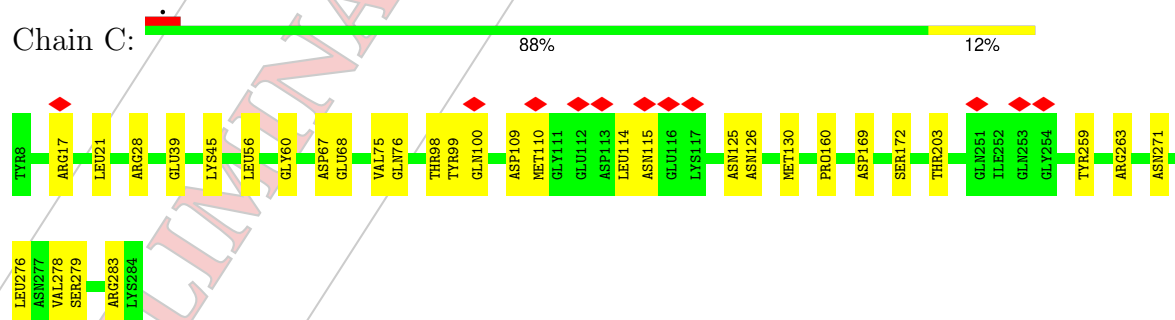 Chain C:
88% 12%
TYR8 ARG17 LEU21 ARG28 GLU39 LYS45 LEU56 GLY60 ASP67 GLU68 VAL75 GLN76 THR98 TYR99 GLN100 ASP109 MET110 GLY111 GLU112 ASP113 LEU114 ASN115 GLU116 LYS117 ASN125 ASN126 MET130 PRO160 ASP169 SER172 THR203 GLN251 ILE252 GLN253 GLY254 TYR259 ARG263 ASN271
LEU276 ASN277 VAL278 SER279 ARG283 LYS284